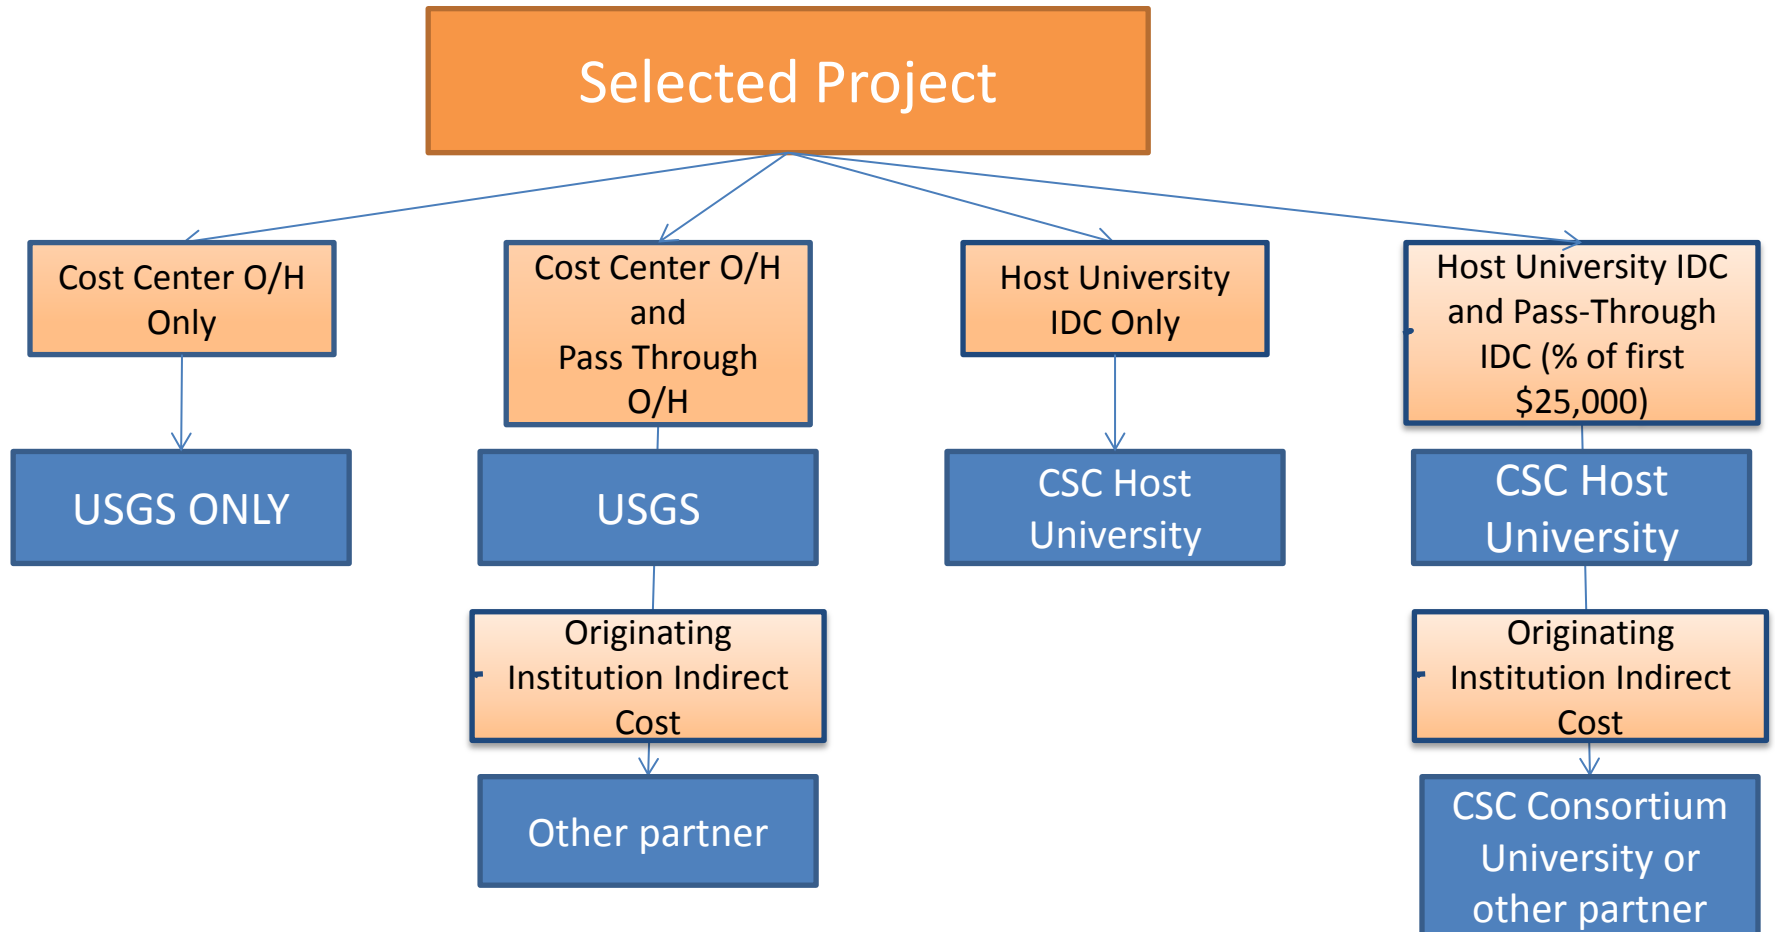 Selected Project
Cost Center O/H
Only
Cost Center O/H
and
Pass Through
O/H
Host University
IDC Only
Host University IDC
and Pass-Through
IDC (% of first
$25,000)
USGS ONLY
USGS
CSC Host
University
CSC Host
University
Originating
Institution Indirect
Cost
Originating
Institution Indirect
Cost
Other partner
CSC Consortium
University or
other partner